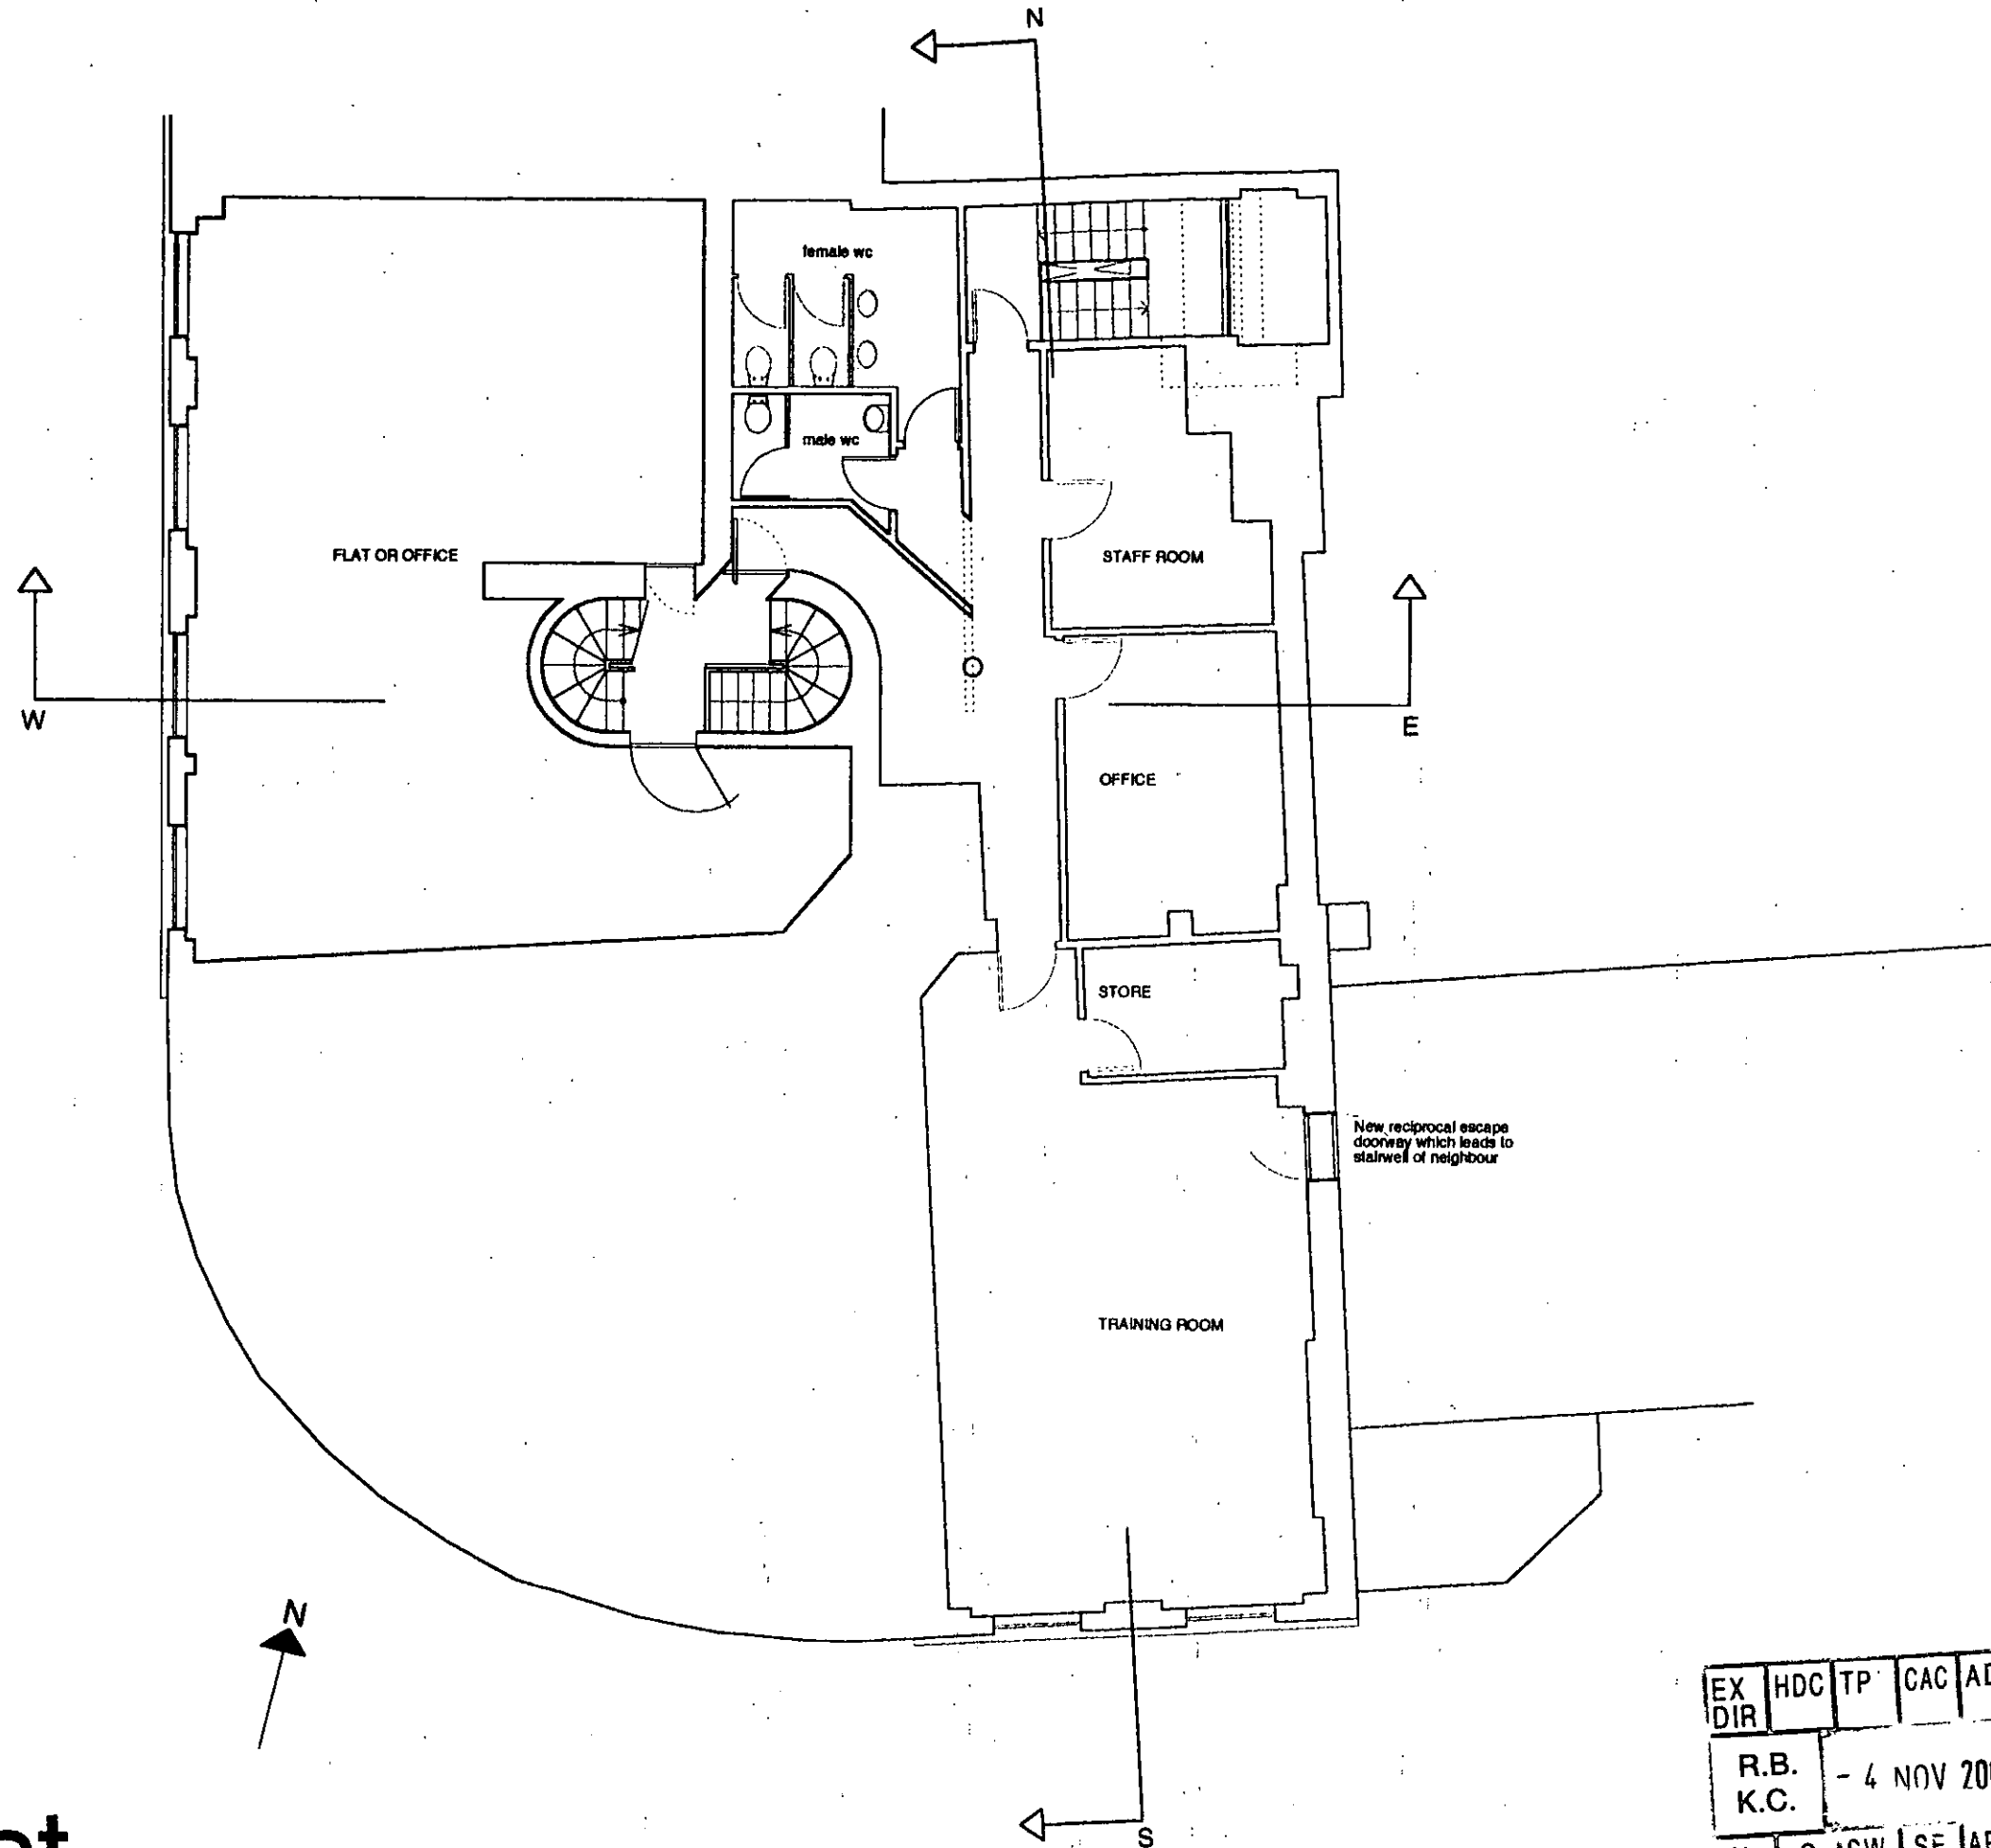 N
female wc
male wc
FLAT OR OFFICE
STAFF ROOM
W
E
OFFICE
STORE
New reciprocal escape
doorway which leads to
stairwell of neighbour
TRAINING ROOM
N
S
EX DIR HDC TP CAC
R.B.
K.C.
- 4 NOV
SE